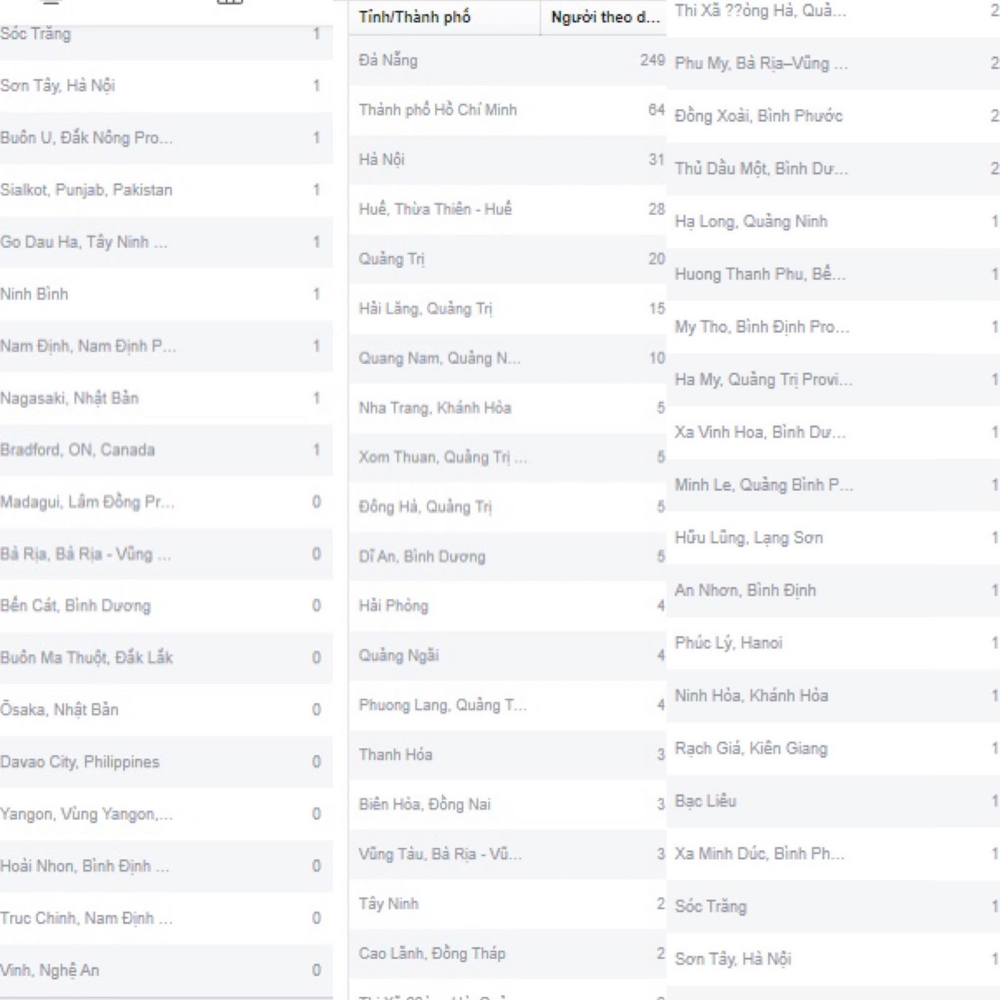 Sóc Trăng 1
Sơn Tây, Hà Nội 1
Buôn U, Đắk Nông Pro... 1
Sialkot, Punjab, Pakistan 1
Go Dau Ha, Tây Ninh ... 1
Ninh Bình 1
Nam Định, Nam Định P... 1
Nagasaki, Nhật Bản 1
Bradford, ON, Canada 1
Madagui, Lâm Đồng Pr... 0
Bà Rịa, Bà Rịa - Vũng ... 0
Bến Cát, Bình Dương 0
Buôn Ma Thuột, Đắk Lắk 0
Ōsaka, Nhật Bản 0
Davao City, Philippines 0
Yangon, Vùng Yangon,... 0
Hoài Nhon, Bình Định ... 0
Truc Chinh, Nam Định ... 0
Vinh, Nghệ An 0
Tỉnh/Thành phố Người theo d...
Đà Nẵng 249
Thành phố Hồ Chí Minh 64
Hà Nội 31
Huế, Thừa Thiên - Huế 28
Quảng Trị 20
Hải Lăng, Quảng Trị 15
Quang Nam, Quảng N... 10
Nha Trang, Khánh Hòa 5
Xom Thuan, Quảng Trị ... 5
Đông Hà, Quảng Trị 5
Dĩ An, Bình Dương 5
Hải Phòng 4
Quảng Ngãi 4
Phuong Lang, Quảng T... 4
Thanh Hóa 3
Biên Hòa, Đồng Nai 3
Vũng Tàu, Bà Rịa - Vũ... 3
Tây Ninh 2
Cao Lãnh, Đồng Tháp 2
Thi Xã ??òng Hà, Quả... 2
Phu My, Bà Rịa–Vũng ... 2
Đồng Xoài, Bình Phước 2
Thủ Dầu Một, Bình Dư... 2
Hạ Long, Quảng Ninh 1
Huong Thanh Phu, Bế... 1
My Tho, Bình Định Pro... 1
Ha My, Quảng Trị Provi... 1
Xa Vinh Hoa, Bình Dư... 1
Minh Le, Quảng Bình P... 1
Hữu Lũng, Lạng Sơn 1
An Nhơn, Bình Định 1
Phúc Lý, Hanoi 1
Ninh Hòa, Khánh Hòa 1
Rạch Giá, Kiên Giang 1
Bạc Liêu 1
Xa Minh Dúc, Bình Ph... 1
Sóc Trăng 1
Sơn Tây, Hà Nội 1